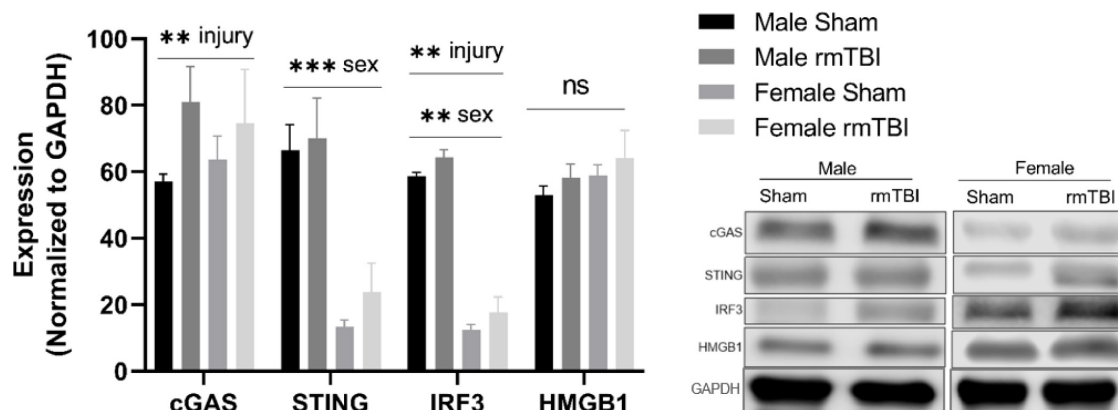 Expression
(Normalized to GAPDH)
100
80
60
40
20
0
** injury
*** sex
** injury
** sex
ns
cGAS STING IRF3 HMGB1
Male Sham
Male rmTBI
Female Sham
Female rmTBI
Male Female
Sham rmTBI Sham rmTBI
cGAS
STING
IRF3
HMGB1
GAPDH